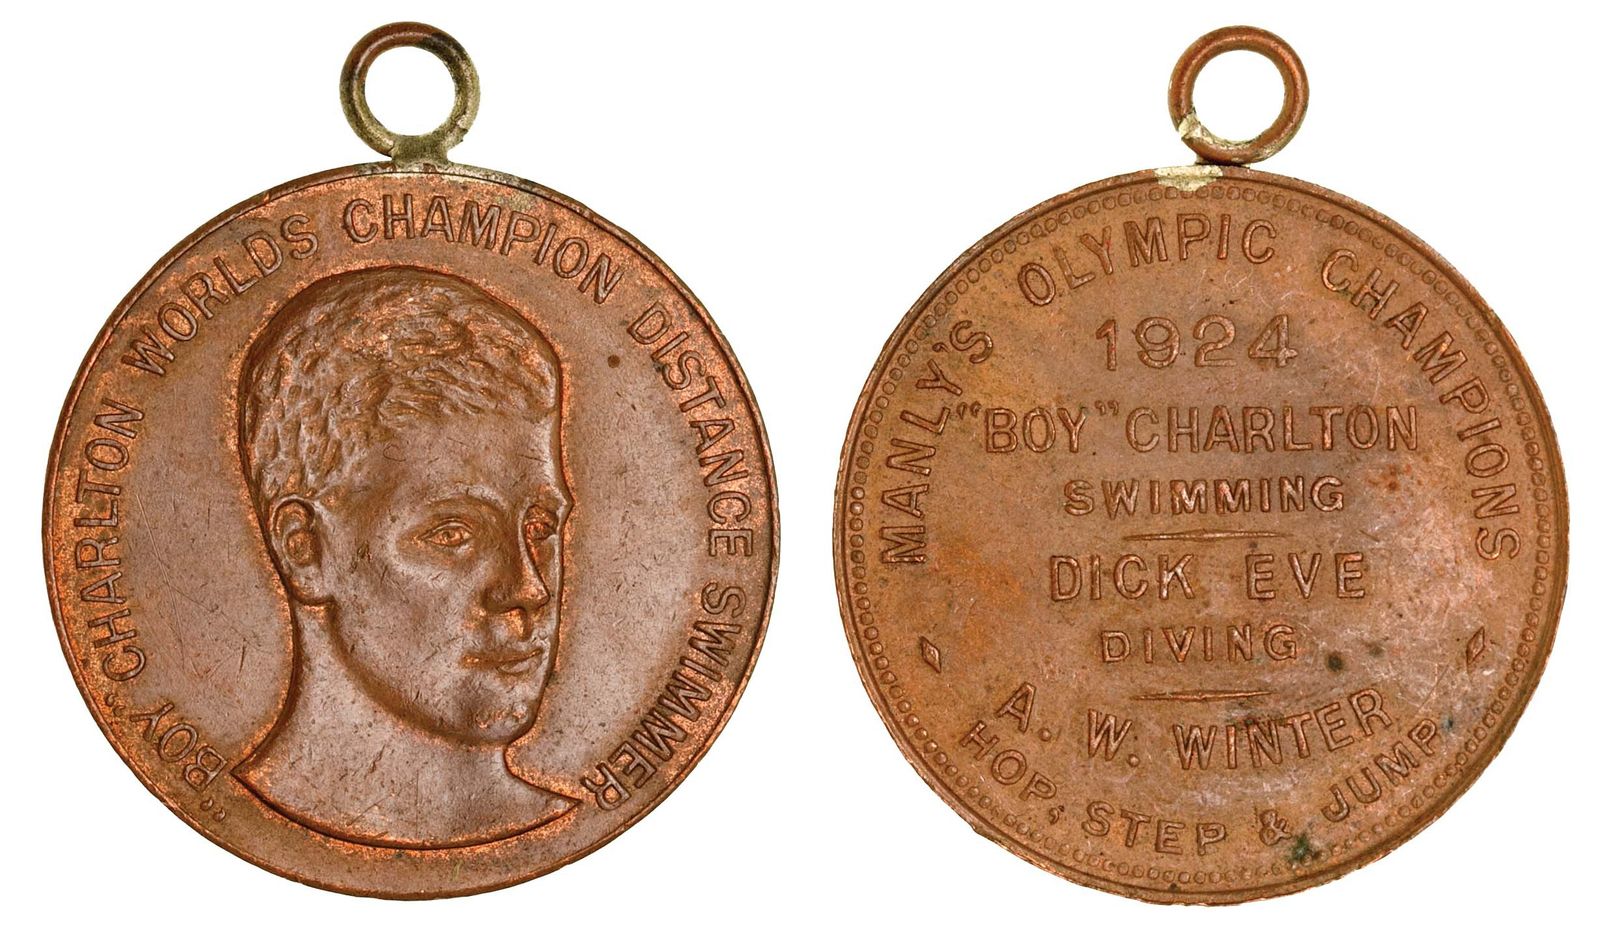 "BOY" CHARLTON WORLDS CHAMPION DISTANCE SWIMMER
MANLY'S OLYMPIC CHAMPIONS
1924
"BOY" CHARLTON
SWIMMING
DICK EVE
DIVING
A. W. WINTER
HOP, STEP & JUMP